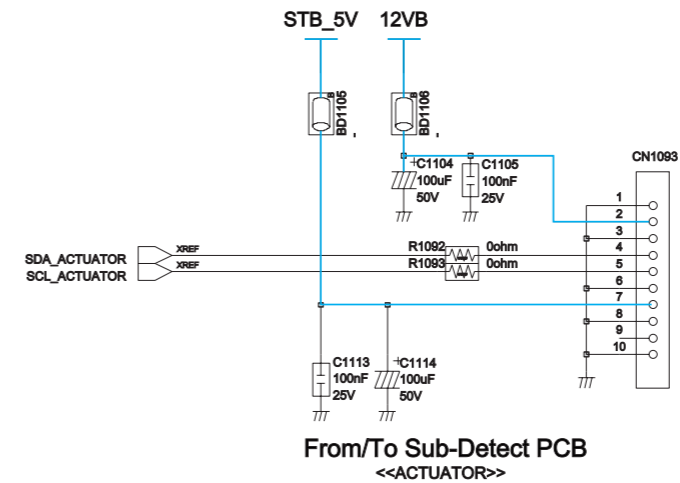 STB_5V 12VB
BD1105
BD1106
C1104 C1105
100uF 100nF
50V 25V
CN1093
1
2
3
4
5
6
7
8
9
10
SDA_ACTUATOR XREF R1092 0ohm
SCL_ACTUATOR XREF R1093 0ohm
C1113 C1114
100nF 100uF
25V 50V
From/To Sub-Detect PCB
<<ACTUATOR>>